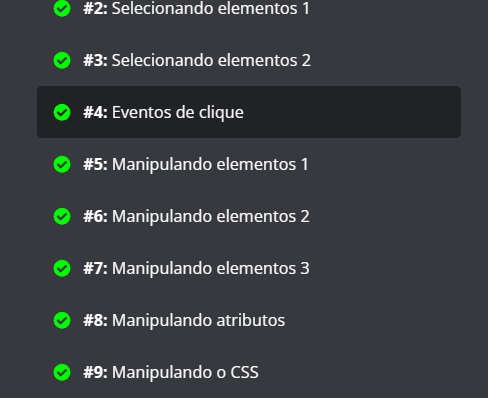 #2: Selecionando elementos 1
#3: Selecionando elementos 2
#4: Eventos de clique
#5: Manipulando elementos 1
#6: Manipulando elementos 2
#7: Manipulando elementos 3
#8: Manipulando atributos
#9: Manipulando o CSS